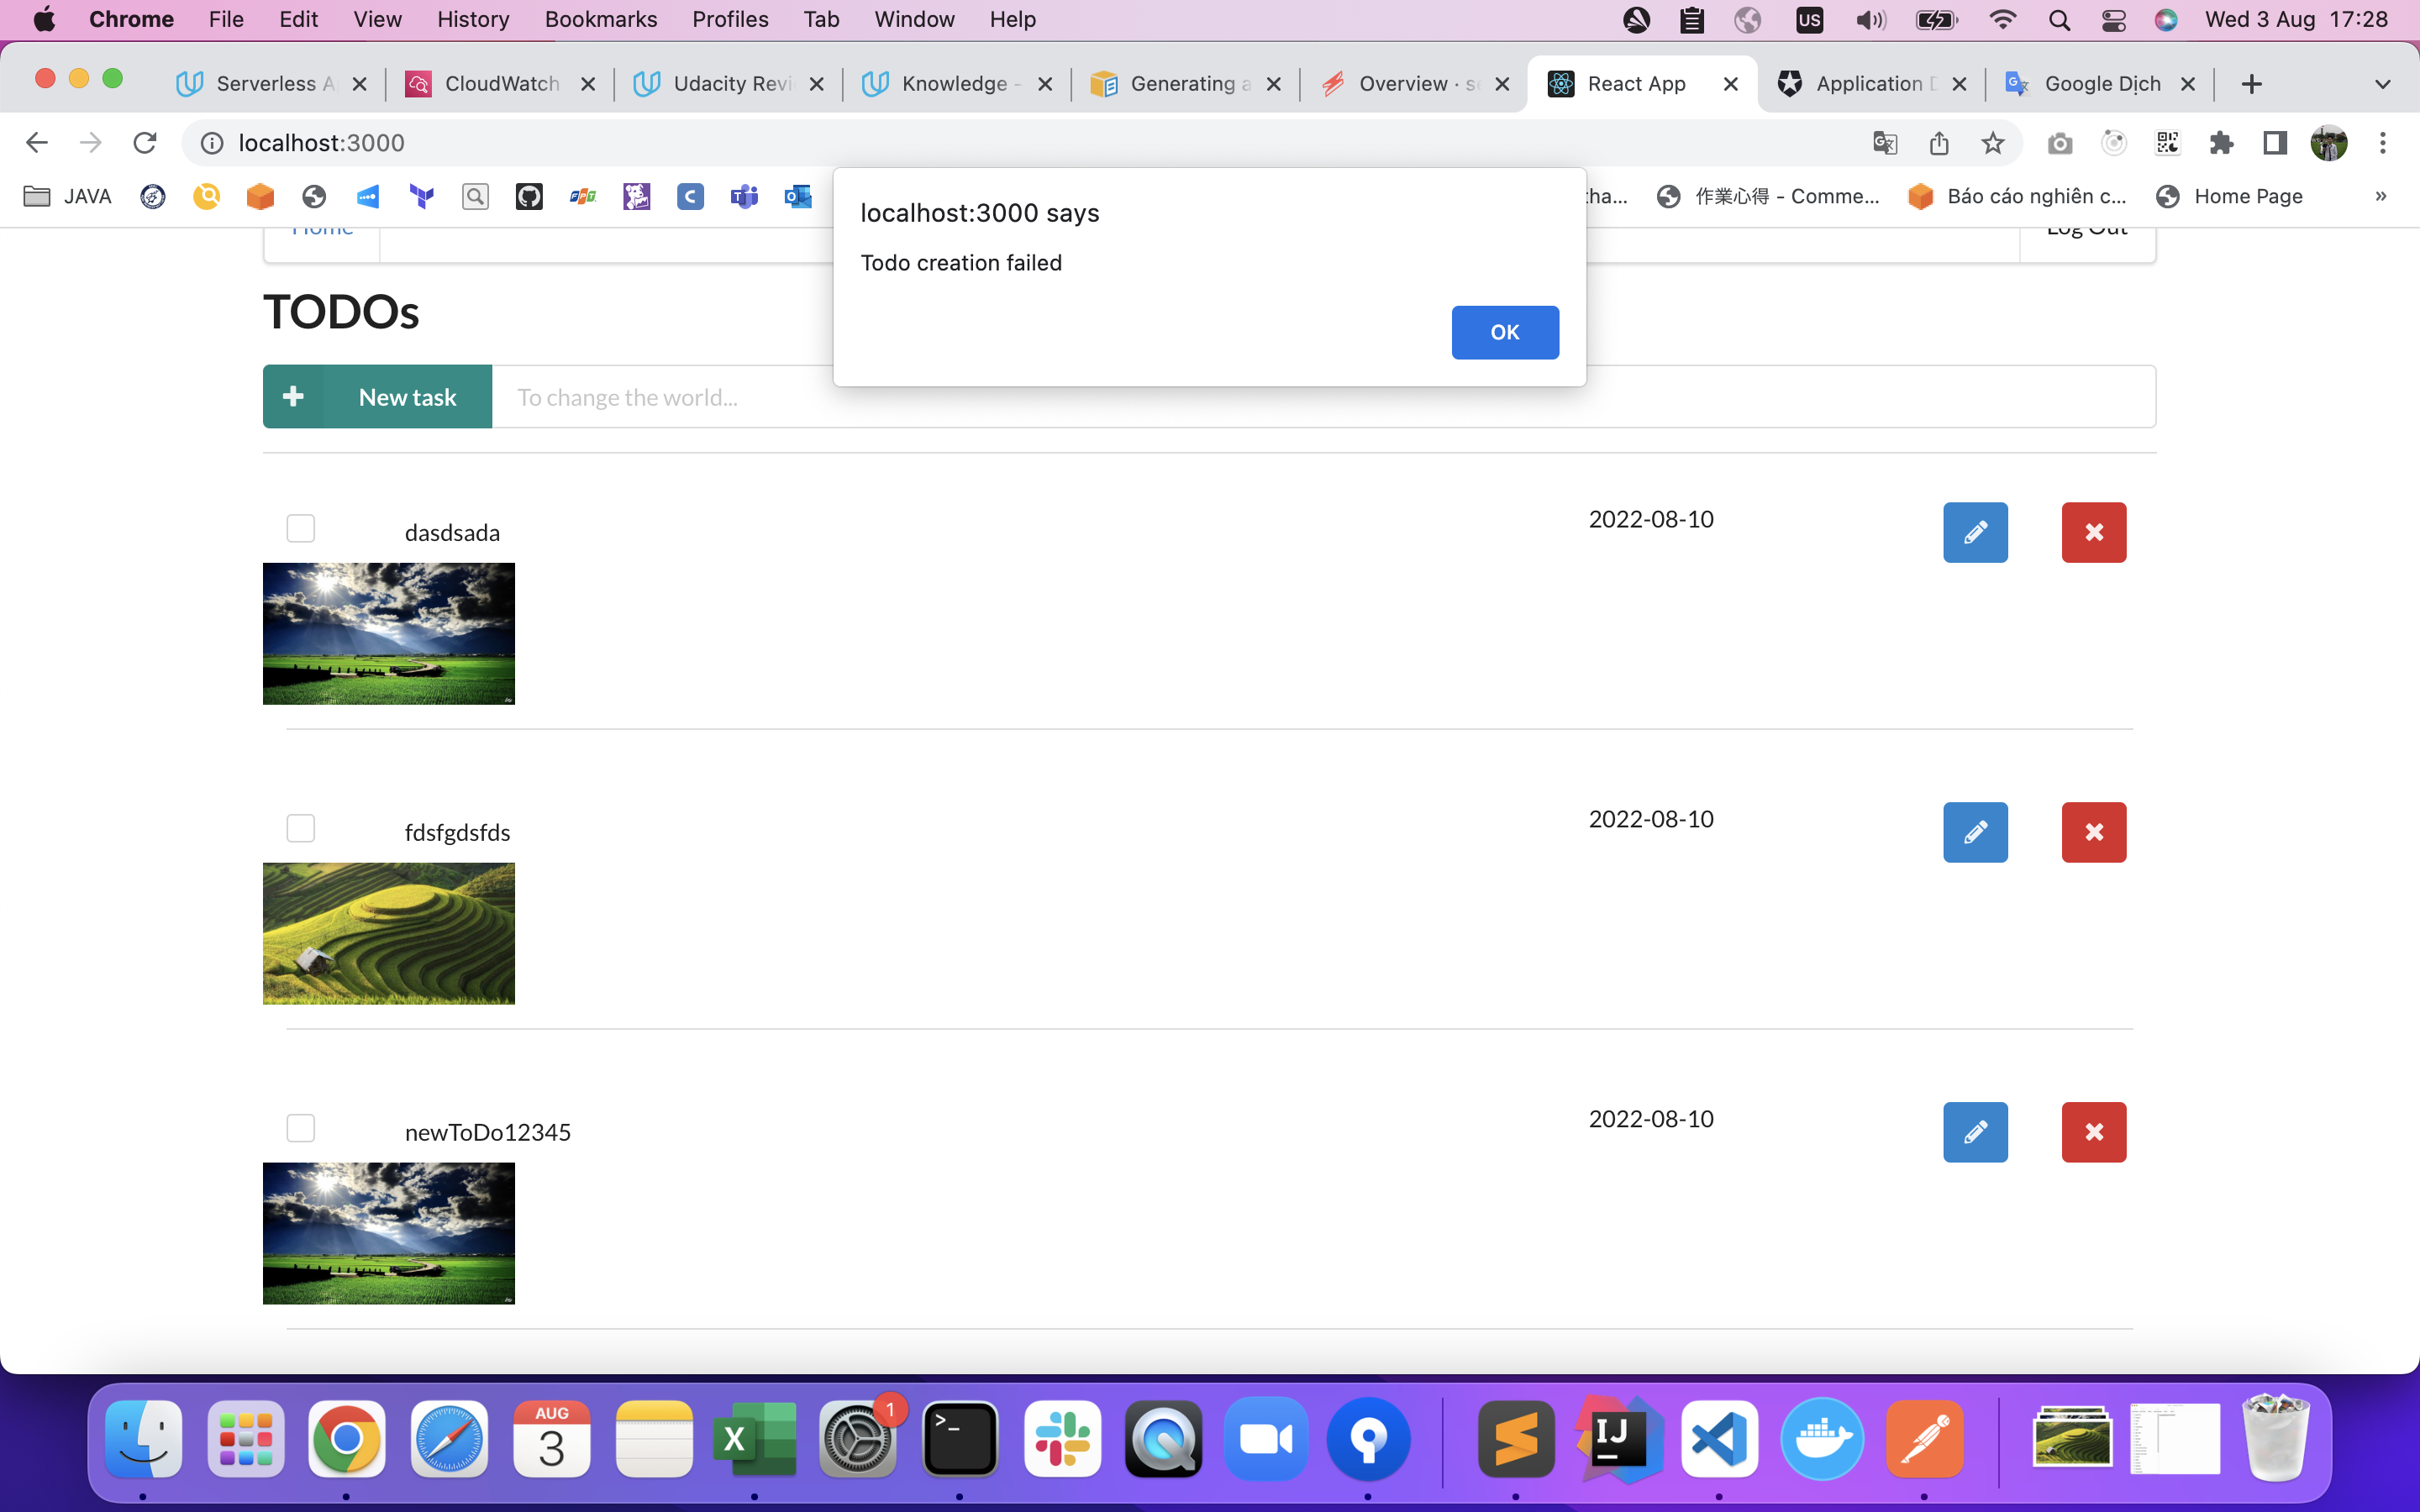 Chrome File Edit View History Bookmarks Profiles Tab Window Help US Wed 3 Aug 17:28
Serverless A CloudWatch Udacity Revi Knowledge - Generating a Overview · se React App Application D Google Dịch
localhost:3000
JAVA tha... 作業心得 - Comme... Báo cáo nghiên c... Home Page »
localhost:3000 says
Todo creation failed
OK
Home Log Out
TODOs
New task To change the world...
dasdsada 2022-08-10
fdsfgdsfds 2022-08-10
newToDo12345 2022-08-10
AUG
3
X
1
>_
IJ